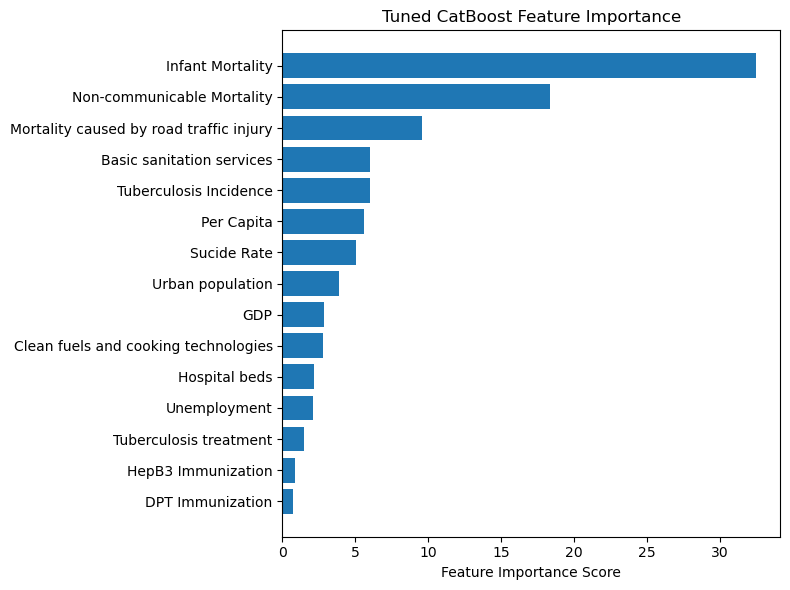 Tuned CatBoost Feature Importance
Infant Mortality
Non-communicable Mortality
Mortality caused by road traffic injury
Basic sanitation services
Tuberculosis Incidence
Per Capita
Sucide Rate
Urban population
GDP
Clean fuels and cooking technologies
Hospital beds
Unemployment
Tuberculosis treatment
HepB3 Immunization
DPT Immunization
0 5 10 15 20 25 30
Feature Importance Score